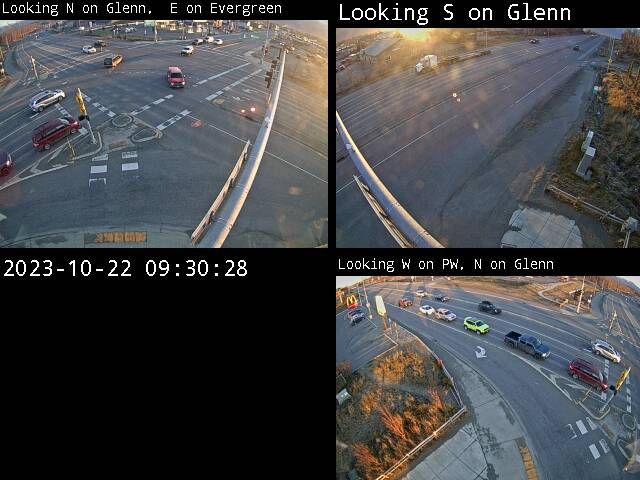 Looking N on Glenn,  E on Evergreen
Looking S on Glenn
2023-10-22 09:30:28
Looking W on PW, N on Glenn